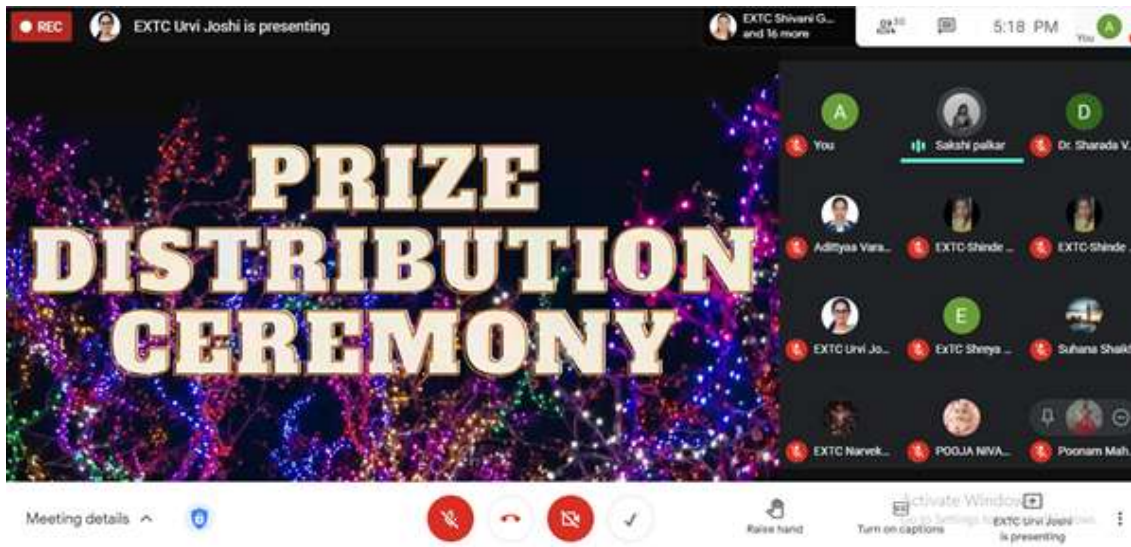 REC
EXTC Urvi Joshi is presenting
EXTC Shivani G...
and 16 more
5:18 PM
You
A
PRIZE
DISTRIBUTION
CEREMONY
A
D
You
Sakshi palkar
Dr. Sharada V.
Adittyaa Vara...
EXTC-Shinde ...
EXTC-Shinde
E
EXTC Urvi Jo...
EXTC Shreya ...
Suhana Shaikh
EXTC Narvek...
POOJA NIVA...
Poonam Mah.
Meeting details
Raise hand
Turn on captions
EXTC Urvi Joshi
is presenting
Activate Windows